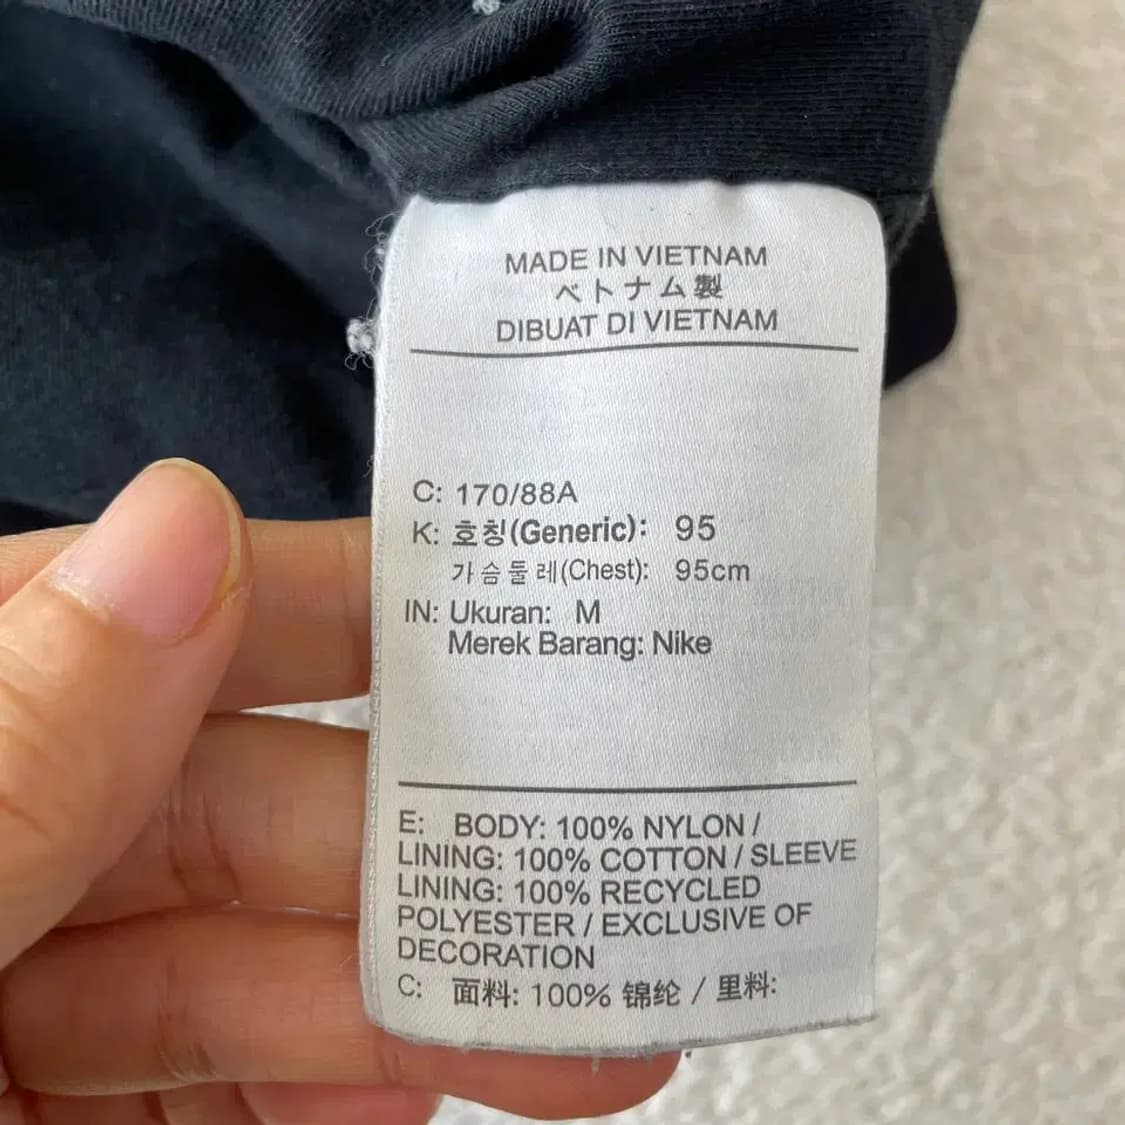 MADE IN VIETNAM
ベトナム製
DIBUAT DI VIETNAM
C: 170/88A
K: 호칭(Generic): 95
가슴둘레(Chest): 95cm
IN: Ukuran: M
Merek Barang: Nike
E: BODY: 100% NYLON /
LINING: 100% COTTON / SLEEVE
LINING: 100% RECYCLED
POLYESTER / EXCLUSIVE OF
DECORATION
C: 面料: 100% 锦纶 / 里料: